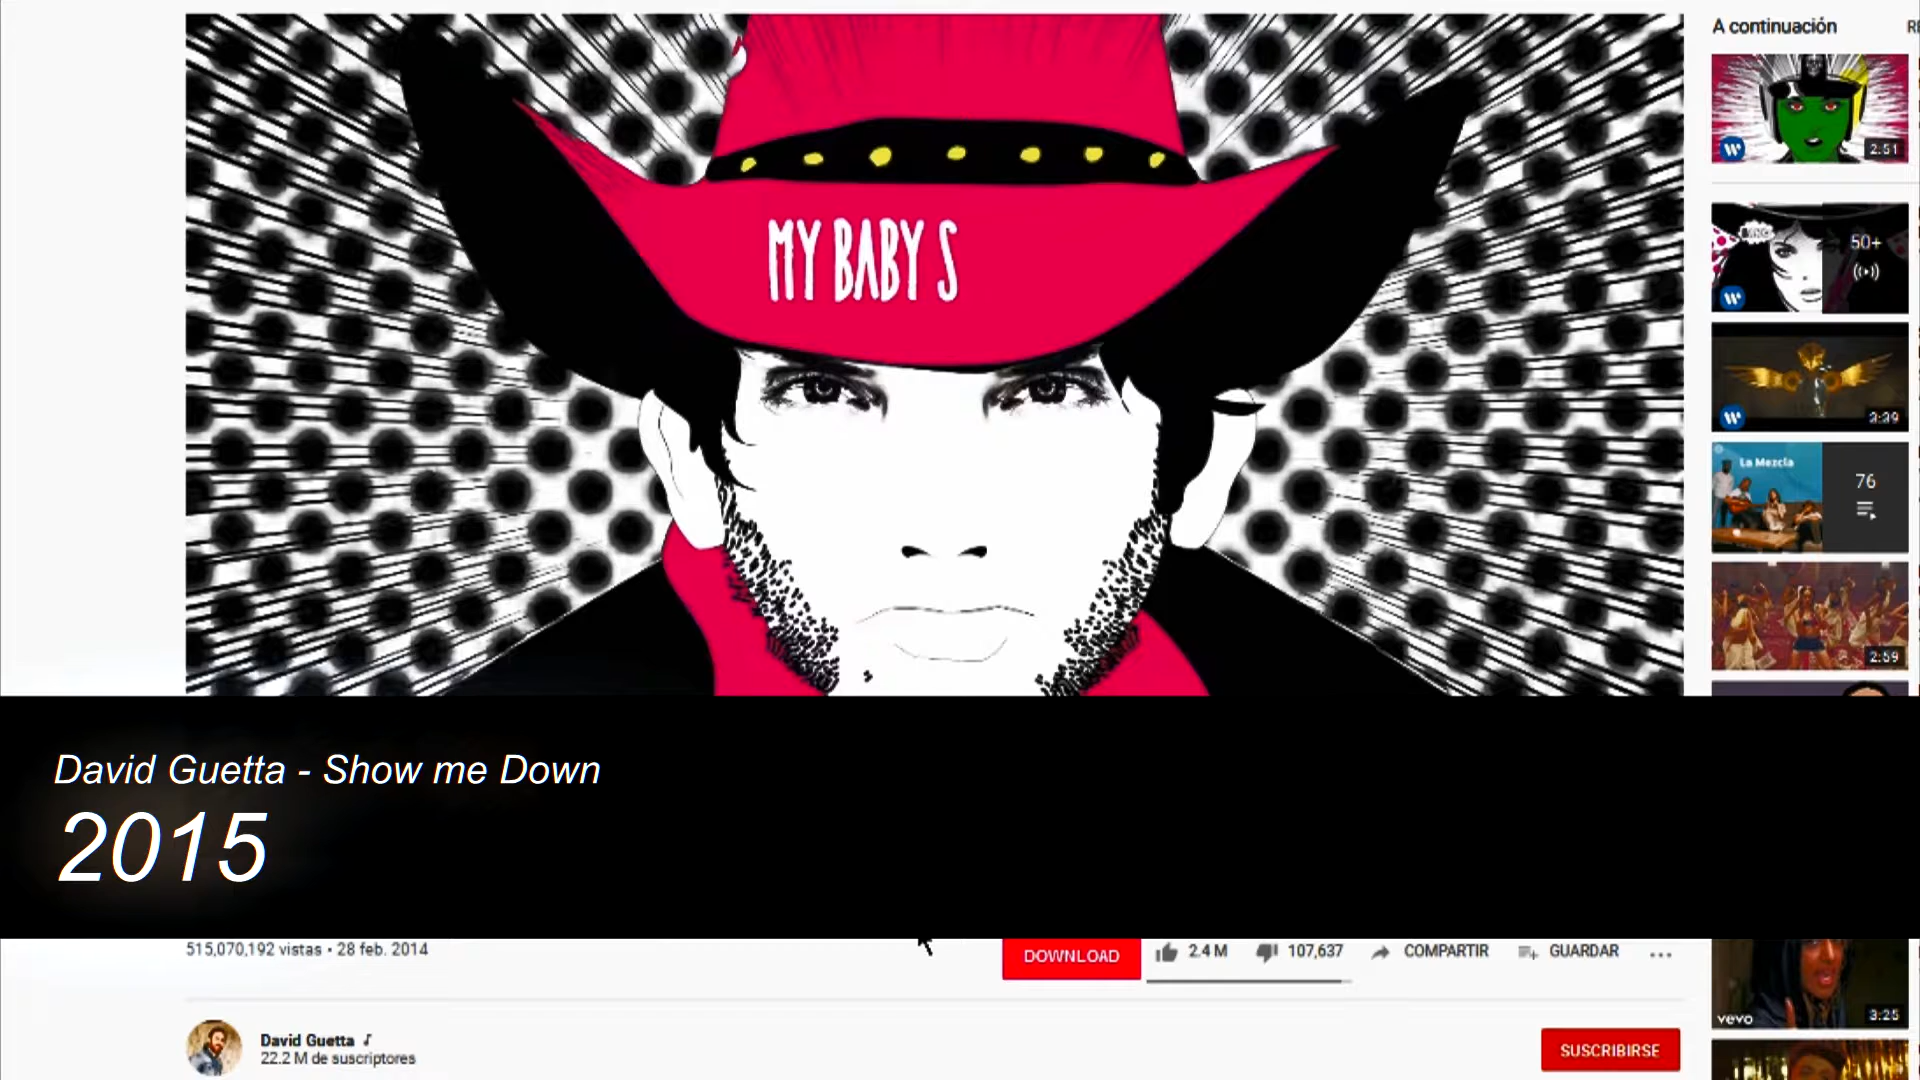 A continuación
MY BABY S
2:51
50+
3:39
La Mezcla
76
2:59
David Guetta - Show me Down
2015
515,070,192 vistas • 28 feb. 2014
DOWNLOAD
2.4 M
107,637
COMPARTIR
GUARDAR
vevo
3:25
David Guetta
22.2 M de suscriptores
SUSCRIBIRSE